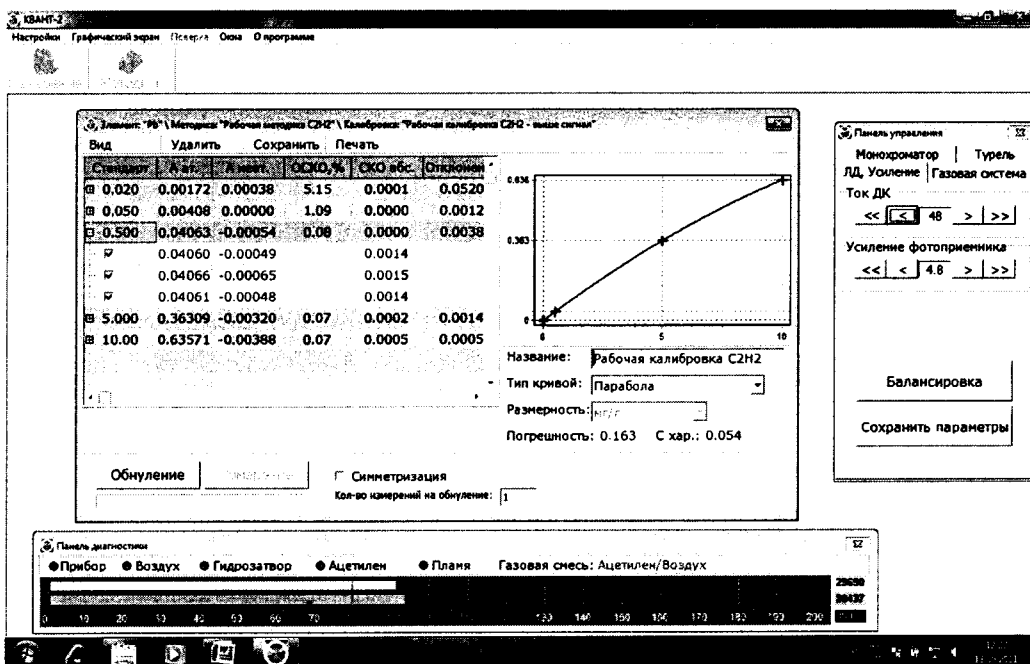 КВАНТ-2
Настройки Графический экран Поверка Окна О программе
Элемент: "Pb" \ Методика: "Рабочая методика C2H2" \ Калибровка: "Рабочая калибровка C2H2 - выше сигнал"
Вид Удалить Сохранить Печать
Стандарт А ат. А неат. ОСКО,% СКО абс. Отклонен
0.020 0.00172 0.00038 5.15 0.0001 0.0520
0.050 0.00408 0.00000 1.09 0.0000 0.0012
0.500 0.04063 -0.00054 0.08 0.0000 0.0038
0.04060 -0.00049 0.0014
0.04066 -0.00065 0.0015
0.04061 -0.00048 0.0014
5.000 0.36309 -0.00320 0.07 0.0002 0.0014
10.00 0.63571 -0.00388 0.07 0.0005 0.0005
0.636
0.363
0
0 5 10
Название: Рабочая калибровка C2H2
Тип кривой: Парабола
Размерность: мг/л
Погрешность: 0.163 С хар.: 0.054
Обнуление
Симметризация
Кол-во измерений на обнуление: 1
Панель управления
Монохроматор Турель
ЛД, Усиление Газовая система
Ток ДК
<< < 48 > >>
Усиление фотоприемника
<< < 4.8 > >>
Балансировка
Сохранить параметры
Панель диагностики
Прибор Воздух Гидрозатвор Ацетилен Пламя Газовая смесь: Ацетилен/Воздух
0 10 20 30 40 50 60 70 130 140 150 160 170 180 190 200